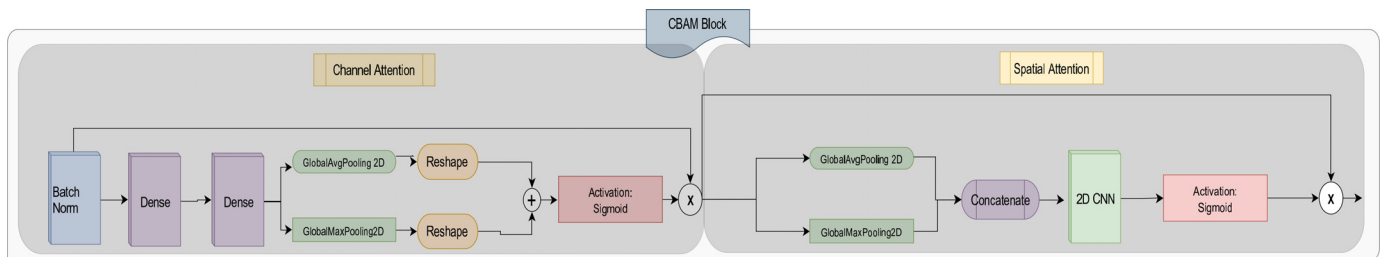 CBAM Block
Channel Attention
Spatial Attention
Batch
Norm
Dense
Dense
GlobalAvgPooling 2D
GlobalMaxPooling2D
Reshape
Reshape
+
Activation:
Sigmoid
X
GlobalAvgPooling 2D
GlobalMaxPooling2D
Concatenate
2D CNN
Activation:
Sigmoid
X